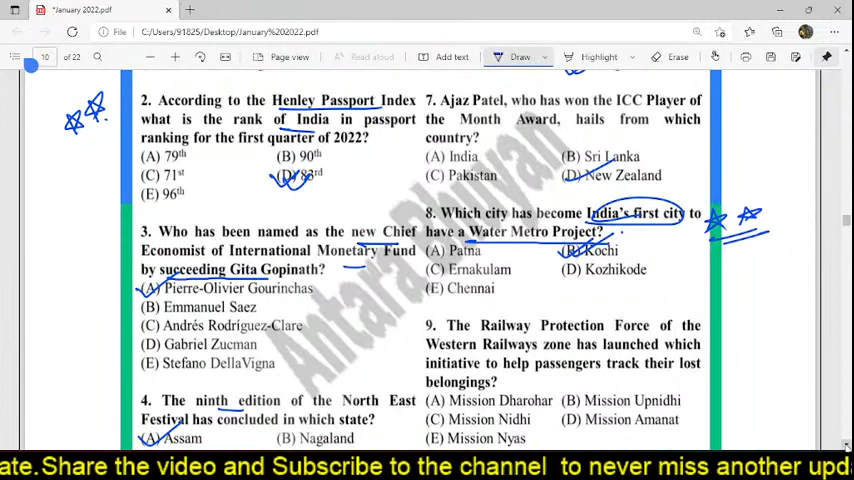 *January 2022.pdf
File
C:/Users/91825/Desktop/January%202022.pdf
10 of 22
Page view
Read aloud
Add text
Draw
Highlight
Erase
2. According to the Henley Passport Index
what is the rank of India in passport
ranking for the first quarter of 2022?
(A) 79th (B) 90th
(C) 71st (D) 83rd
(E) 96th
3. Who has been named as the new Chief
Economist of International Monetary Fund
by succeeding Gita Gopinath?
(A) Pierre-Olivier Gourinchas
(B) Emmanuel Saez
(C) Andrés Rodríguez-Clare
(D) Gabriel Zucman
(E) Stefano DellaVigna
4. The ninth edition of the North East
Festival has concluded in which state?
(A) Assam (B) Nagaland
7. Ajaz Patel, who has won the ICC Player of
the Month Award, hails from which
country?
(A) India (B) Sri Lanka
(C) Pakistan (D) New Zealand
8. Which city has become India's first city to
have a Water Metro Project?
(A) Patna (B) Kochi
(C) Ernakulam (D) Kozhikode
(E) Chennai
9. The Railway Protection Force of the
Western Railways zone has launched which
initiative to help passengers track their lost
belongings?
(A) Mission Dharohar (B) Mission Upnidhi
(C) Mission Nidhi (D) Mission Amanat
(E) Mission Nyas
Antara Bhuyan
ate.Share the video and Subscribe to the channel to never miss another upda